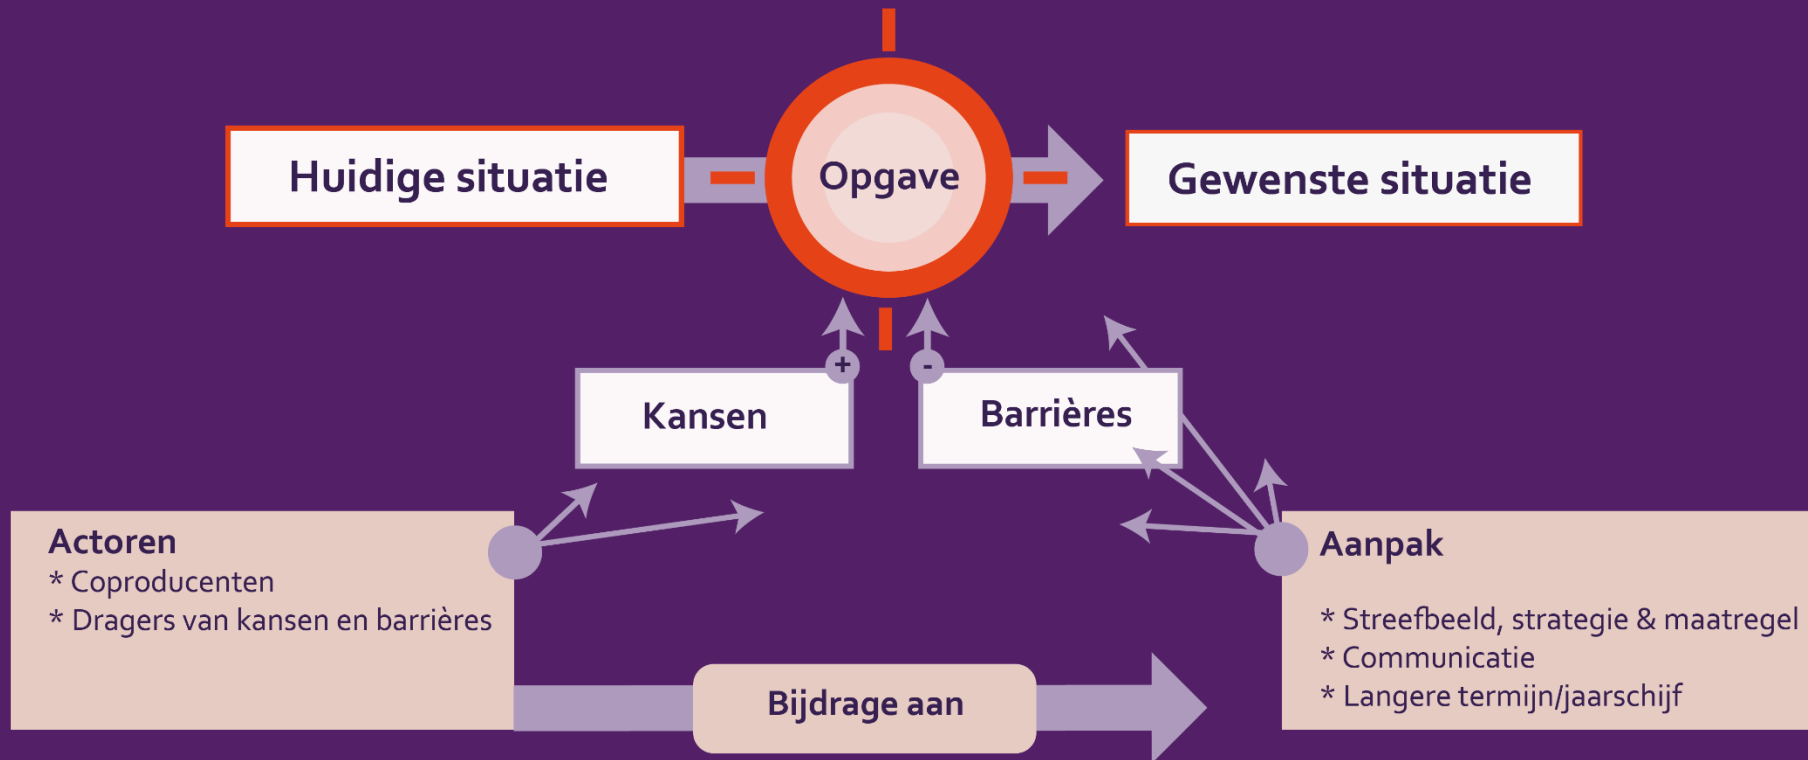 Huidige situatie
Opgave
Gewenste situatie
+
-
Kansen
Barrières
Actoren
* Coproducenten
* Dragers van kansen en barrières
Aanpak
* Streefbeeld, strategie & maatregel
* Communicatie
* Langere termijn/jaarschijf
Bijdrage aan